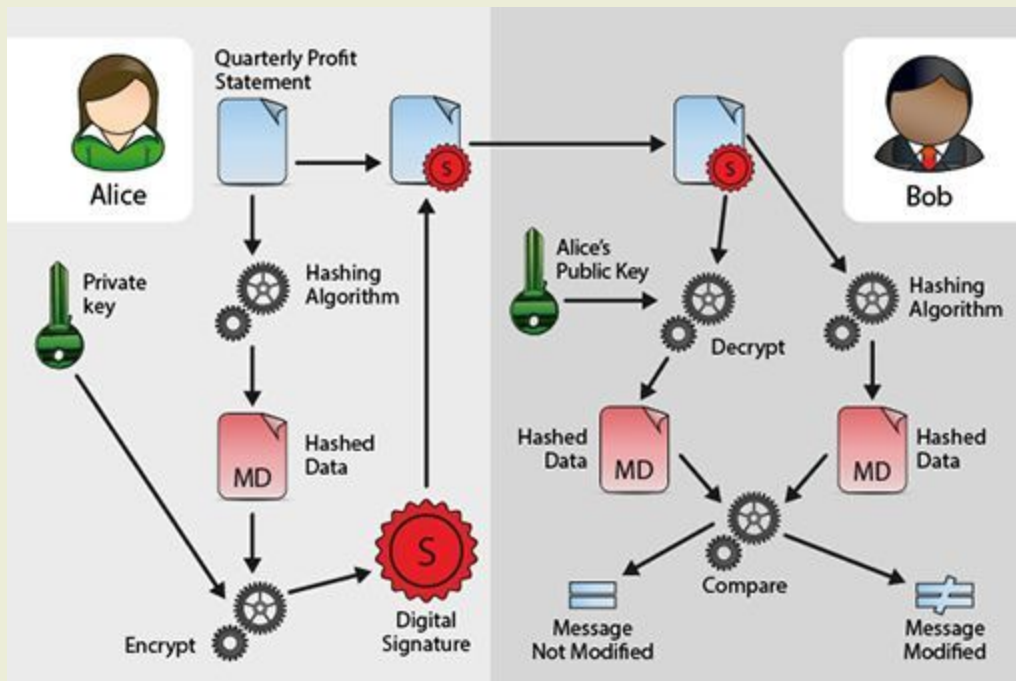 Quarterly Profit
Statement
S
S
Alice
Bob
Private
key
Hashing
Algorithm
Alice's
Public Key
Hashing
Algorithm
Decrypt
MD
Hashed
Data
Hashed
Data
MD
MD
Hashed
Data
S
Encrypt
Digital
Signature
Compare
Message
Not Modified
Message
Modified